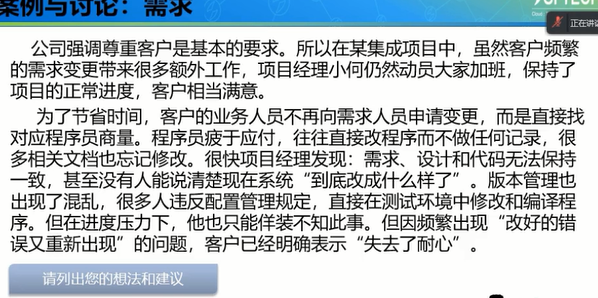 案例与讨论：需求
正在讲话
公司强调尊重客户是基本的要求。所以在某集成项目中，虽然客户频繁
的需求变更带来很多额外工作，项目经理小何仍然动员大家加班，保持了
项目的正常进度，客户相当满意。
为了节省时间，客户的业务人员不再向需求人员申请变更，而是直接找
对应程序员商量。程序员疲于应付，往往直接改程序而不做任何记录，很
多相关文档也忘记修改。很快项目经理发现：需求、设计和代码无法保持
一致，甚至没有人能说清楚现在系统“到底改成什么样了”。版本管理也
出现了混乱，很多人违反配置管理规定，直接在测试环境中修改和编译程
序。但在进度压力下，他也只能佯装不知此事。但因频繁出现“改好的错
误又重新出现”的问题，客户已经明确表示“失去了耐心”。
请列出您的想法和建议